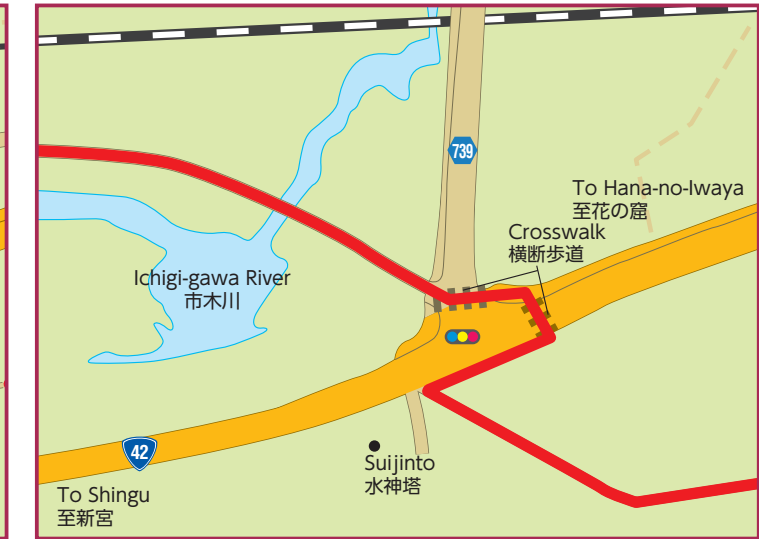 739
To Hana-no-Iwaya
至花の窟
Crosswalk
横断歩道
Ichigi-gawa River
市木川
42
Suijinto
水神塔
To Shingu
至新宮